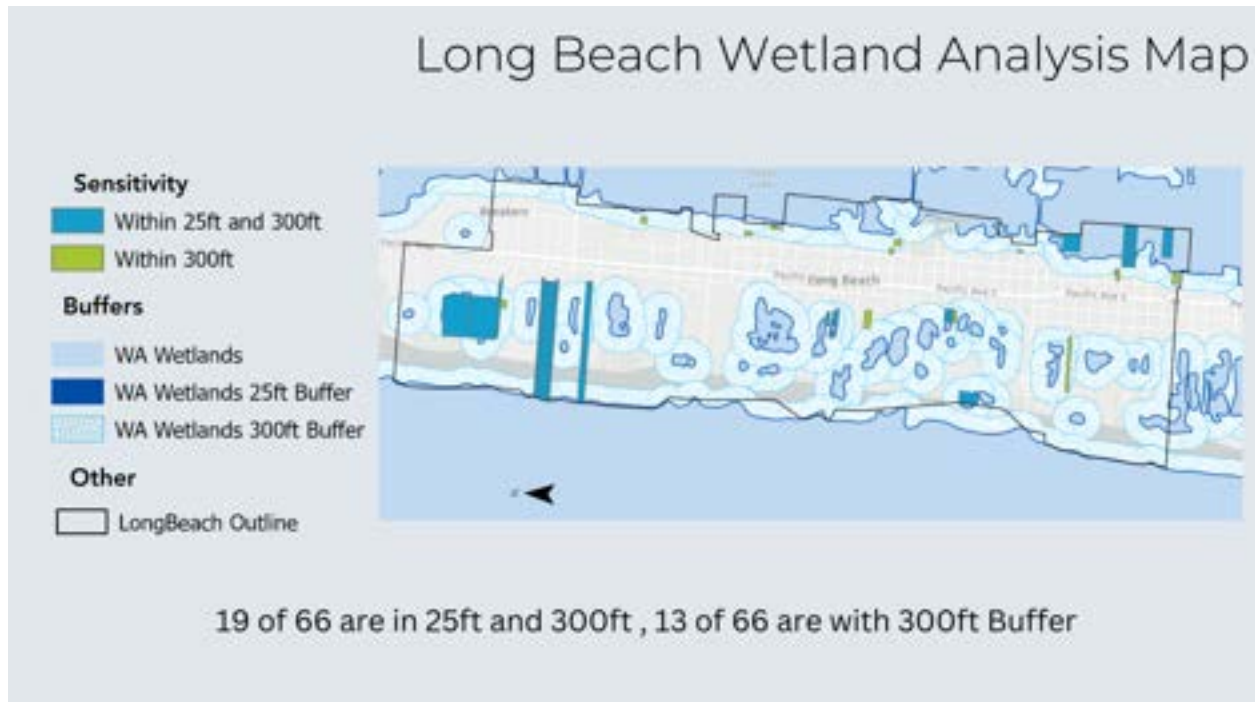 Long Beach Wetland Analysis Map
Sensitivity
Within 25ft and 300ft
Within 300ft
Buffers
WA Wetlands
WA Wetlands 25ft Buffer
WA Wetlands 300ft Buffer
Other
LongBeach Outline
Long Beach
19 of 66 are in 25ft and 300ft , 13 of 66 are with 300ft Buffer